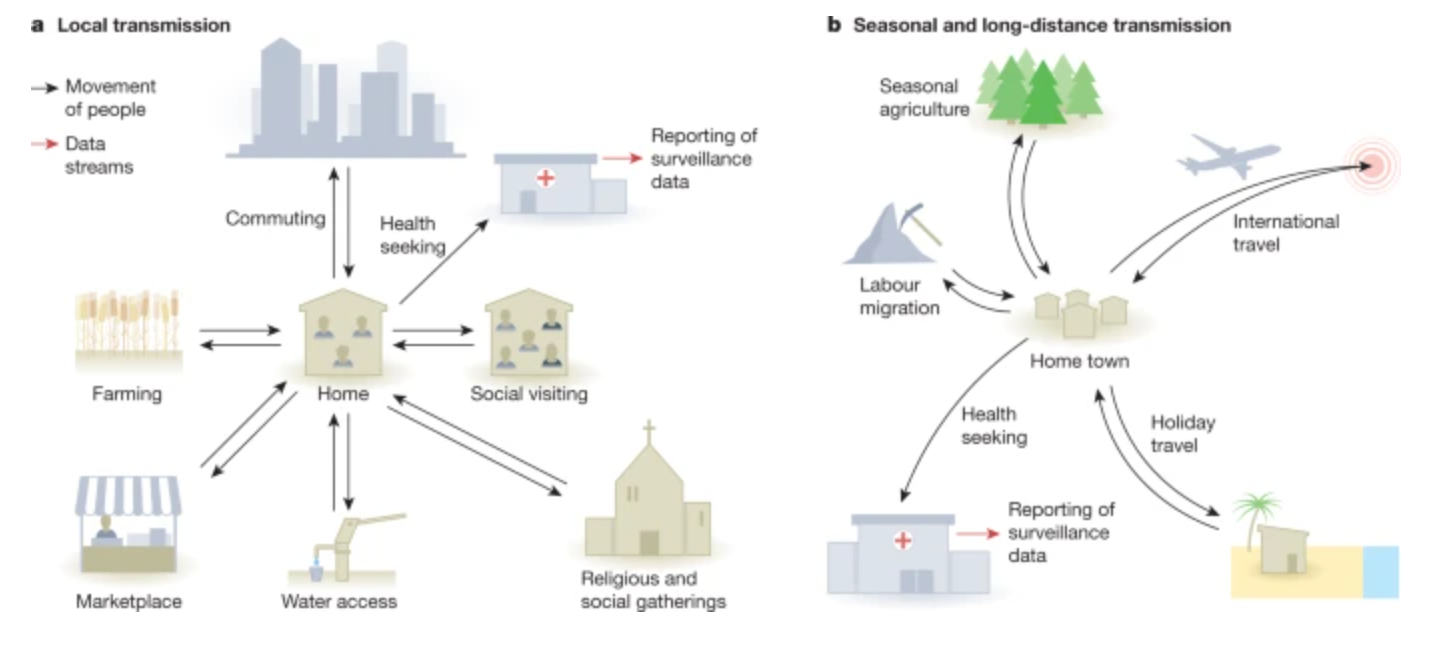 a Local transmission
Movement
of people
Data
streams
Commuting
Health
seeking
Reporting of
surveillance
data
Farming
Home
Social visiting
Marketplace
Water access
Religious and
social gatherings
b Seasonal and long-distance transmission
Seasonal
agriculture
International
travel
Labour
migration
Home town
Health
seeking
Holiday
travel
Reporting of
surveillance
data